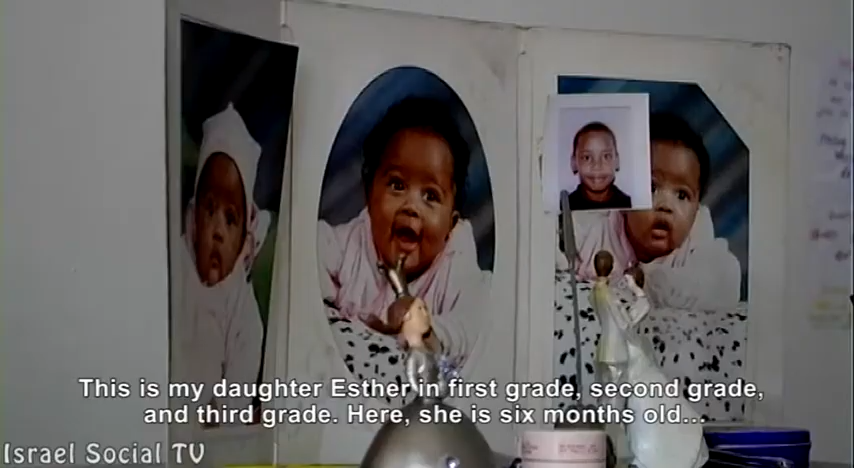 This is my daughter Esther in first grade, second grade,
and third grade. Here, she is six months old...
Israel Social TV